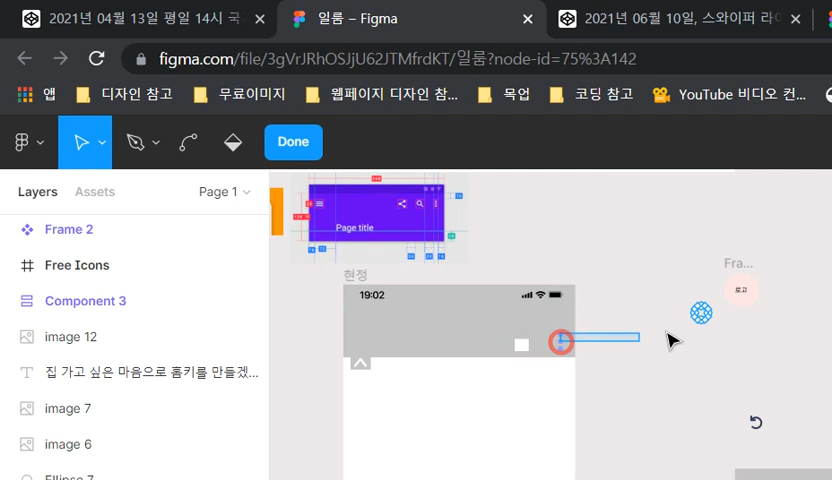 2021년 04월 13일 평일 14시 국
일룸 – Figma
2021년 06월 10일, 스와이퍼 라이
figma.com/file/3gVrJRhOSJjU62JTMfrdKT/일룸?node-id=75%3A142
앱
디자인 참고
무료이미지
웹페이지 디자인 참...
목업
코딩 참고
YouTube 비디오 컨...
Done
Layers
Assets
Page 1
Frame 2
Free Icons
Component 3
image 12
집 가고 싶은 마음으로 홈키를 만들겠...
image 7
image 6
Ellipse 7
Page title
현정
19:02
Fra...
로고